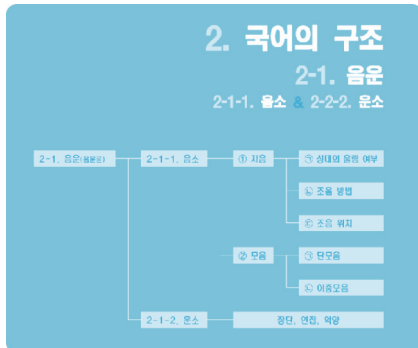 2. 국어의 구조
2-1. 음운
2-1-1. 음소 & 2-2-2. 운소
2-1. 음운(음운론)
2-1-1. 음소
① 자음
㉠ 성대의 울림 여부
㉡ 조음 방법
㉢ 조음 위치
② 모음
㉠ 단모음
㉡ 이중모음
2-1-2. 운소
장단, 연접, 억양